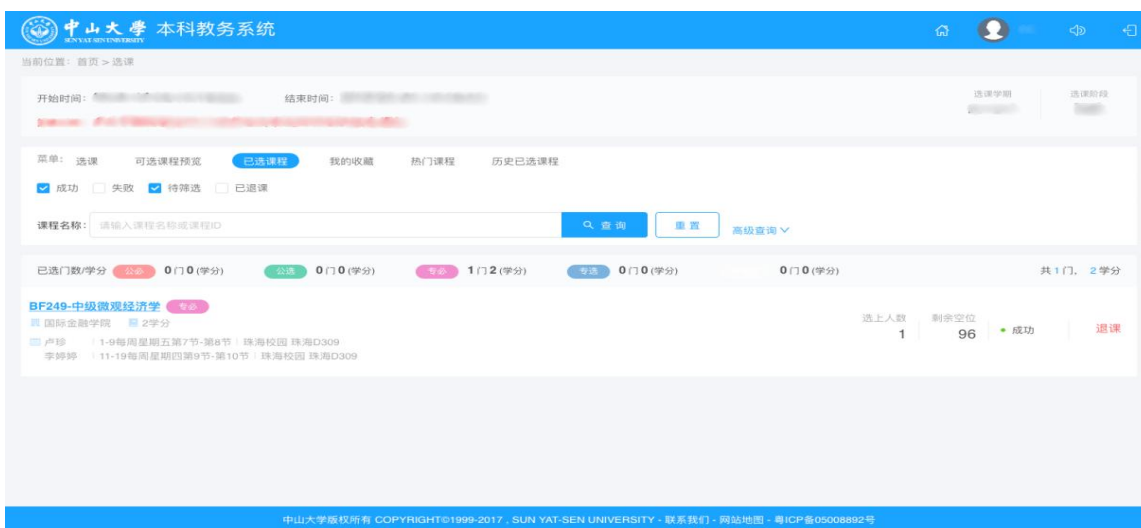 中山大學 本科教务系统
SUN YAT-SEN UNIVERSITY
当前位置：首页 > 选课
开始时间： 结束时间： 选课学期 选课阶段
菜单： 选课 可选课程预览 已选课程 我的收藏 热门课程 历史已选课程
成功 失败 待筛选 已退课
课程名称： 请输入课程名称或课程ID 查询 重置 高级查询
已选门数/学分 公必 0门0(学分) 公选 0门0(学分) 专必 1门2(学分) 专选 0门0(学分) 0门0(学分) 共1门， 2学分
BF249-中级微观经济学 专必
国际金融学院 2学分 选上人数 剩余空位
1 96 成功 退课
卢珍 1-9每周星期五第7节-第8节 珠海校园 珠海D309
李婷婷 11-19每周星期四第9节-第10节 珠海校园 珠海D309
中山大学版权所有 COPYRIGHT©1999-2017 , SUN YAT-SEN UNIVERSITY - 联系我们 - 网站地图 - 粤ICP备05008892号